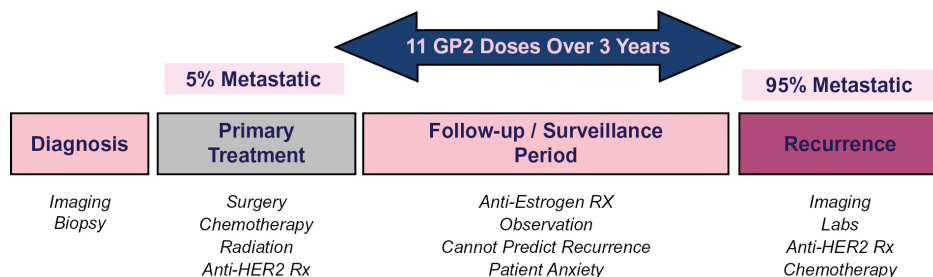 11 GP2 Doses Over 3 Years
5% Metastatic
95% Metastatic
Diagnosis
Primary
Treatment
Follow-up / Surveillance
Period
Recurrence
Imaging
Biopsy
Surgery
Chemotherapy
Radiation
Anti-HER2 Rx
Anti-Estrogen RX
Observation
Cannot Predict Recurrence
Patient Anxiety
Imaging
Labs
Anti-HER2 Rx
Chemotherapy